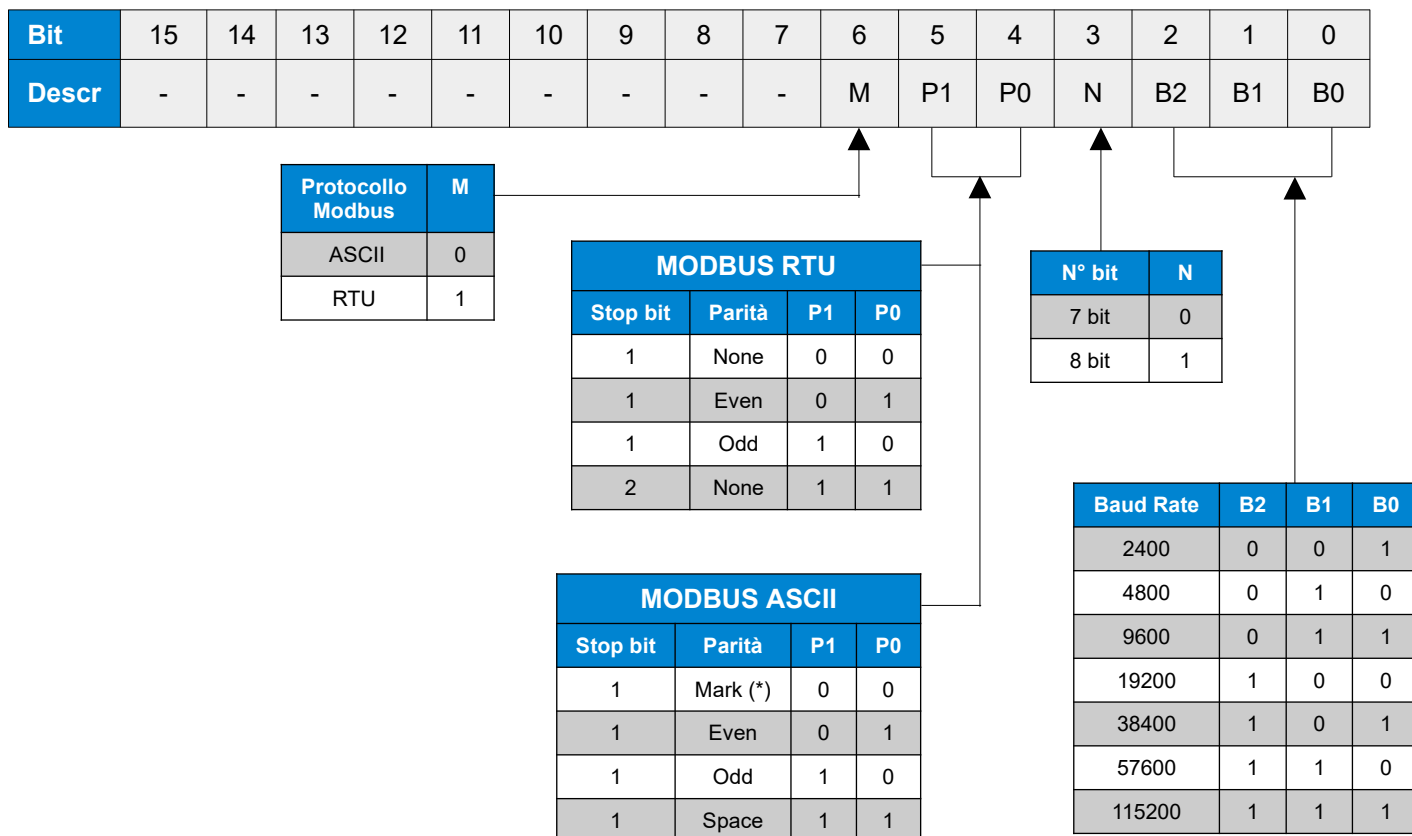 Bit 15 14 13 12 11 10 9 8 7 6 5 4 3 2 1 0
Descr - - - - - - - - - M P1 P0 N B2 B1 B0
Protocollo Modbus M
ASCII 0
RTU 1
MODBUS RTU
Stop bit Parità P1 P0
1 None 0 0
1 Even 0 1
1 Odd 1 0
2 None 1 1
N° bit N
7 bit 0
8 bit 1
MODBUS ASCII
Stop bit Parità P1 P0
1 Mark (*) 0 0
1 Even 0 1
1 Odd 1 0
1 Space 1 1
Baud Rate B2 B1 B0
2400 0 0 1
4800 0 1 0
9600 0 1 1
19200 1 0 0
38400 1 0 1
57600 1 1 0
115200 1 1 1